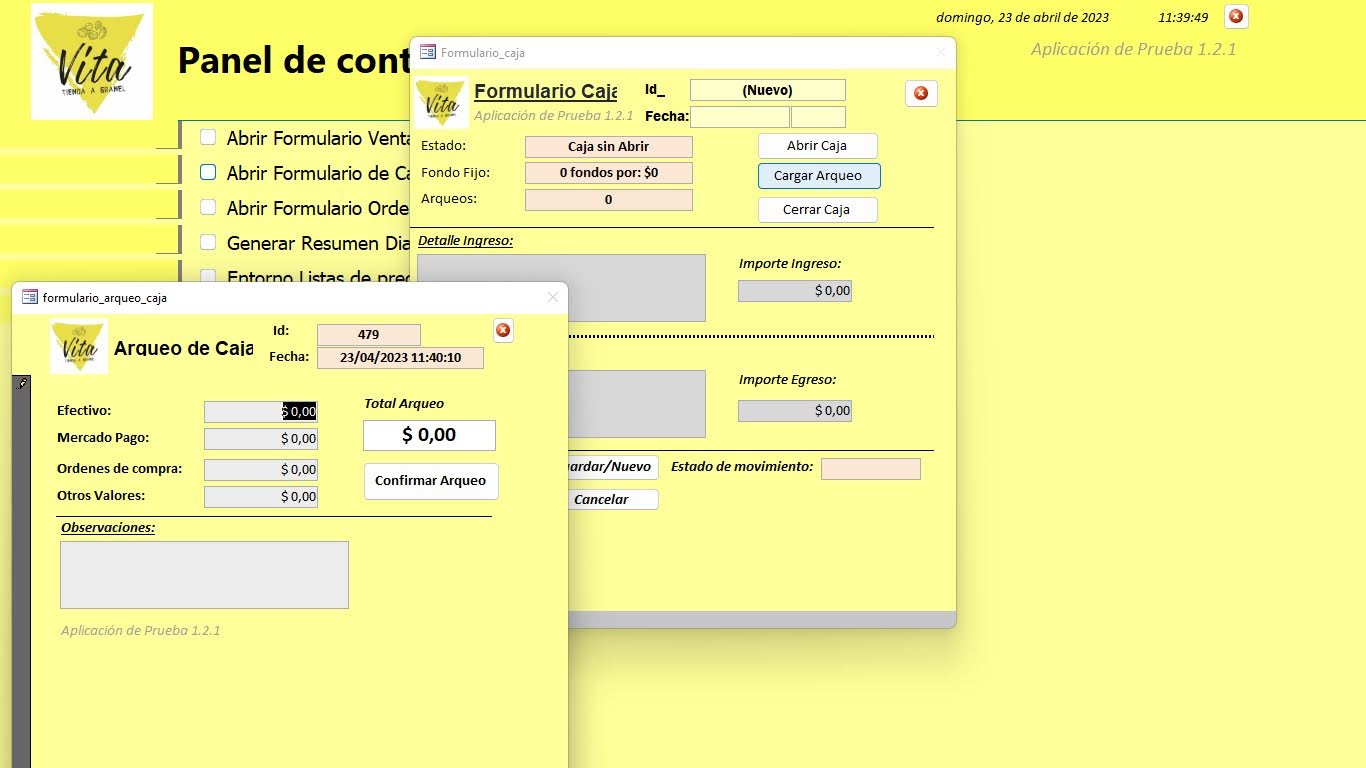 domingo, 23 de abril de 2023 11:39:49
Aplicación de Prueba 1.2.1
Vita
TIENDA A GRANEL
Panel de cont
Abrir Formulario Venta
Abrir Formulario de Ca
Abrir Formulario Orde
Generar Resumen Dia
Entorno Listas de prec
Formulario_caja
Vita
TIENDA A GRANEL
Formulario Caja
Aplicación de Prueba 1.2.1
Id_ (Nuevo)
Fecha:
Estado: Caja sin Abrir
Fondo Fijo: 0 fondos por: $0
Arqueos: 0
Abrir Caja
Cargar Arqueo
Cerrar Caja
Detalle Ingreso:
Importe Ingreso:
$ 0,00
Importe Egreso:
$ 0,00
uardar/Nuevo
Estado de movimiento:
Cancelar
formulario_arqueo_caja
Vita
TIENDA A GRANEL
Arqueo de Caja
Id: 479
Fecha: 23/04/2023 11:40:10
Efectivo: $ 0,00
Mercado Pago: $ 0,00
Ordenes de compra: $ 0,00
Otros Valores: $ 0,00
Total Arqueo
$ 0,00
Confirmar Arqueo
Observaciones:
Aplicación de Prueba 1.2.1